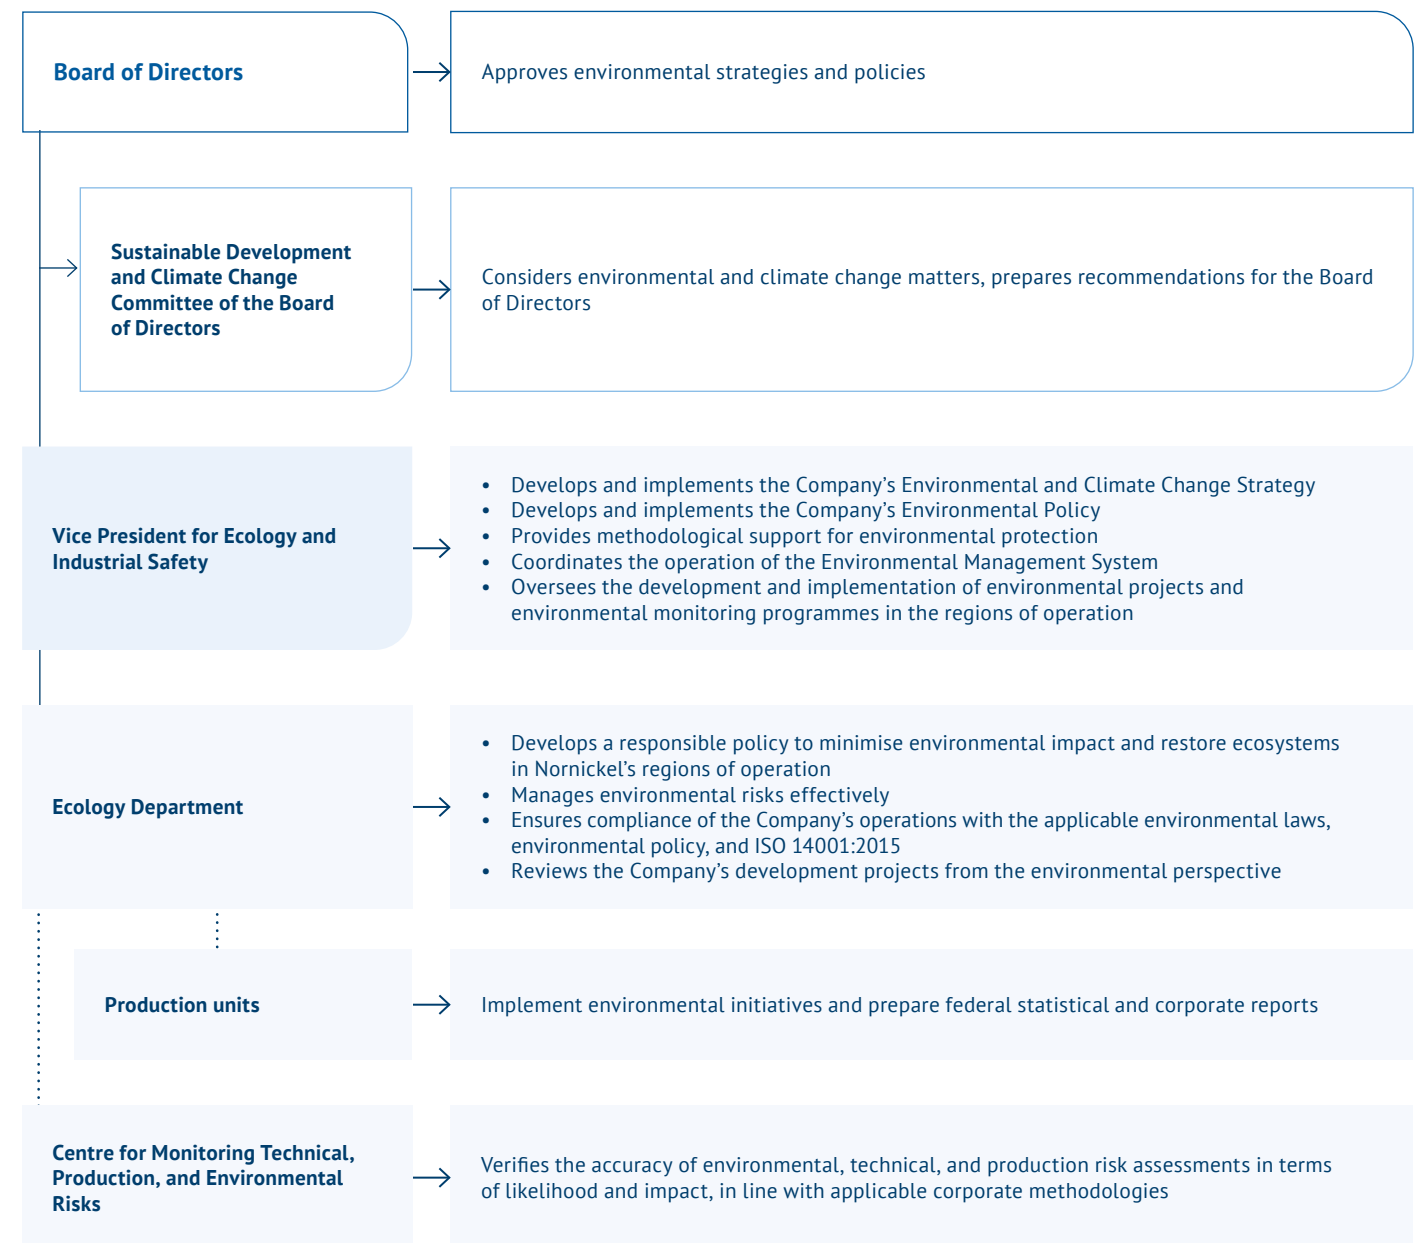 Board of Directors
Approves environmental strategies and policies
Sustainable Development
and Climate Change
Committee of the Board
of Directors
Considers environmental and climate change matters, prepares recommendations for the Board
of Directors
Vice President for Ecology and
Industrial Safety
• Develops and implements the Company’s Environmental and Climate Change Strategy
• Develops and implements the Company’s Environmental Policy
• Provides methodological support for environmental protection
• Coordinates the operation of the Environmental Management System
• Oversees the development and implementation of environmental projects and
environmental monitoring programmes in the regions of operation
Ecology Department
• Develops a responsible policy to minimise environmental impact and restore ecosystems
in Nornickel’s regions of operation
• Manages environmental risks effectively
• Ensures compliance of the Company’s operations with the applicable environmental laws,
environmental policy, and ISO 14001:2015
• Reviews the Company’s development projects from the environmental perspective
Production units
Implement environmental initiatives and prepare federal statistical and corporate reports
Centre for Monitoring Technical,
Production, and Environmental
Risks
Verifies the accuracy of environmental, technical, and production risk assessments in terms
of likelihood and impact, in line with applicable corporate methodologies